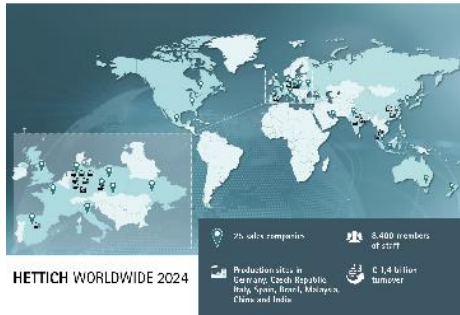 25 sales companies
8.400 members
of staff
Production sites in
Germany, Czech Republic
Italy, Spain, Brazil, Malaysia,
China and India
€ 1,4 billion
turnover
HETTICH WORLDWIDE 2024